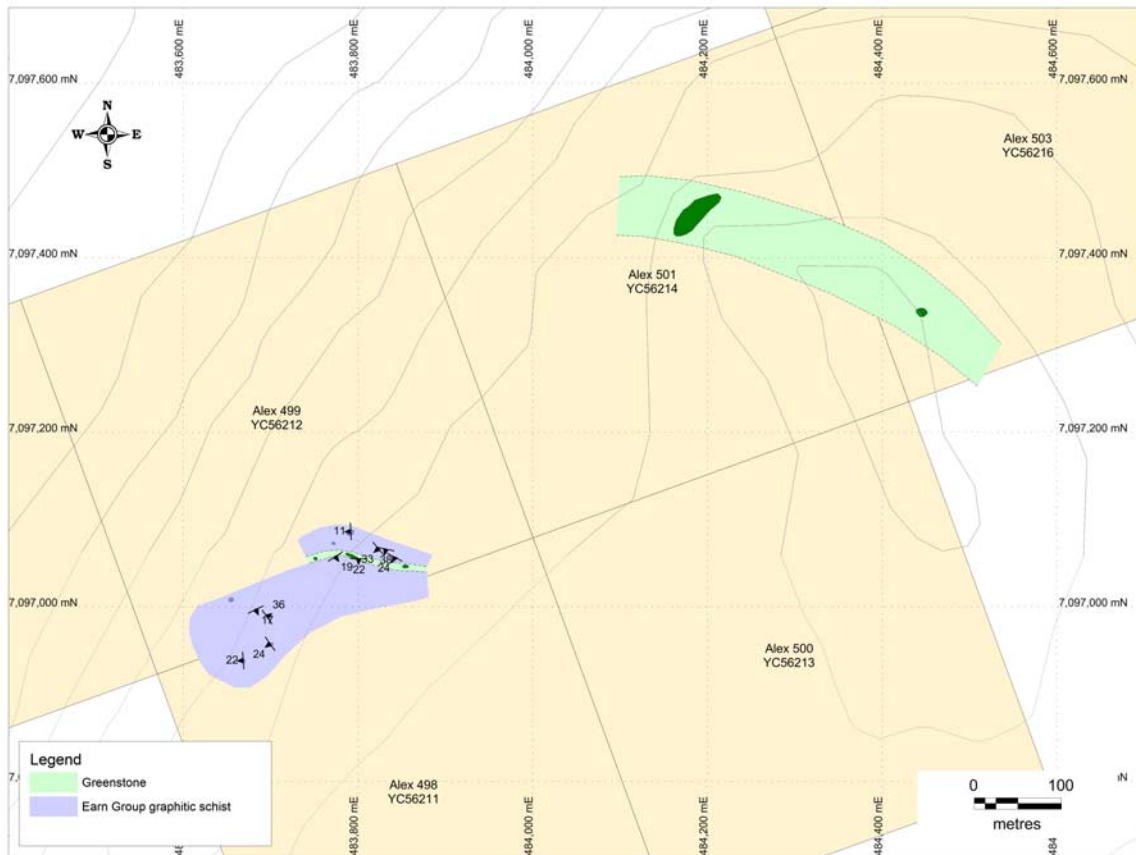 483,600 mE
483,800 mE
484,000 mE
484,200 mE
484,400 mE
484,600 mE
7,097,600 mN
7,097,600 mN
N
W E
S
Alex 503
YC56216
7,097,400 mN
7,097,400 mN
Alex 501
YC56214
Alex 499
YC56212
7,097,200 mN
7,097,200 mN
11
33
36
19
22
24
7,097,000 mN
7,097,000 mN
36
24
22
Alex 500
YC56213
Legend
Greenstone
Earn Group graphitic schist
Alex 498
YC56211
0 100
metres
483,800 mE
484,000 mE
484,200 mE
484,400 mE